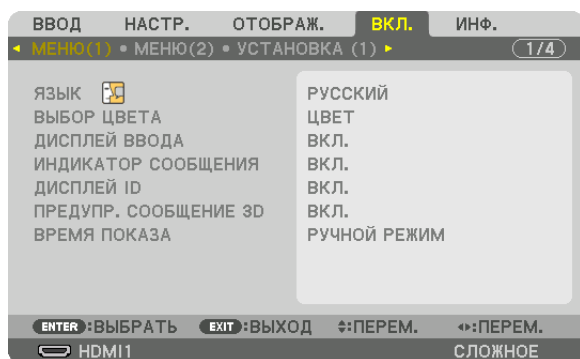 ВВОД НАСТР. ОТОБРАЖ. ВКЛ. ИНФ.
МЕНЮ(1) • МЕНЮ(2) • УСТАНОВКА (1) 1/4
ЯЗЫК РУССКИЙ
ВЫБОР ЦВЕТА ЦВЕТ
ДИСПЛЕЙ ВВОДА ВКЛ.
ИНДИКАТОР СООБЩЕНИЯ ВКЛ.
ДИСПЛЕЙ ID ВКЛ.
ПРЕДУПР. СООБЩЕНИЕ 3D ВКЛ.
ВРЕМЯ ПОКАЗА РУЧНОЙ РЕЖИМ
ENTER :ВЫБРАТЬ EXIT :ВЫХОД :ПЕРЕМ. :ПЕРЕМ.
HDMI1 СЛОЖНОЕ